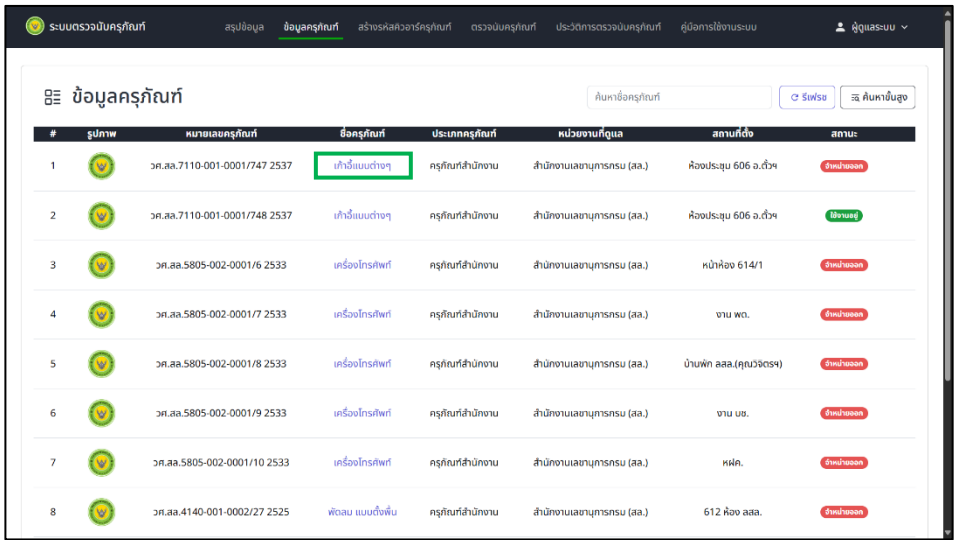 ระบบตรวจนับครุภัณฑ์ สรุปข้อมูล ข้อมูลครุภัณฑ์ สร้างรหัสคิวอาร์ครุภัณฑ์ ตรวจนับครุภัณฑ์ ประวัติการตรวจนับครุภัณฑ์ คู่มือการใช้งานระบบ ผู้ดูแลระบบ
ข้อมูลครุภัณฑ์ ค้นหาชื่อครุภัณฑ์ รีเฟรช ค้นหาขั้นสูง
# รูปภาพ หมายเลขครุภัณฑ์ ชื่อครุภัณฑ์ ประเภทครุภัณฑ์ หน่วยงานที่ดูแล สถานที่ตั้ง สถานะ
1 วศ.สล.7110-001-0001/747 2537 เก้าอี้แบบต่างๆ ครุภัณฑ์สำนักงาน สำนักงานเลขานุการกรม (สล.) ห้องประชุม 606 อ.ตั้วฯ จำหน่ายออก
2 วศ.สล.7110-001-0001/748 2537 เก้าอี้แบบต่างๆ ครุภัณฑ์สำนักงาน สำนักงานเลขานุการกรม (สล.) ห้องประชุม 606 อ.ตั้วฯ ใช้งานอยู่
3 วศ.สล.5805-002-0001/6 2533 เครื่องโทรศัพท์ ครุภัณฑ์สำนักงาน สำนักงานเลขานุการกรม (สล.) หน้าห้อง 614/1 จำหน่ายออก
4 วศ.สล.5805-002-0001/7 2533 เครื่องโทรศัพท์ ครุภัณฑ์สำนักงาน สำนักงานเลขานุการกรม (สล.) งาน พด. จำหน่ายออก
5 วศ.สล.5805-002-0001/8 2533 เครื่องโทรศัพท์ ครุภัณฑ์สำนักงาน สำนักงานเลขานุการกรม (สล.) บ้านพัก ลสล.(คุณวิจิตรฯ) จำหน่ายออก
6 วศ.สล.5805-002-0001/9 2533 เครื่องโทรศัพท์ ครุภัณฑ์สำนักงาน สำนักงานเลขานุการกรม (สล.) งาน บช. จำหน่ายออก
7 วศ.สล.5805-002-0001/10 2533 เครื่องโทรศัพท์ ครุภัณฑ์สำนักงาน สำนักงานเลขานุการกรม (สล.) หฝค. จำหน่ายออก
8 วศ.สล.4140-001-0002/27 2525 พัดลม แบบตั้งพื้น ครุภัณฑ์สำนักงาน สำนักงานเลขานุการกรม (สล.) 612 ห้อง ลสล. จำหน่ายออก